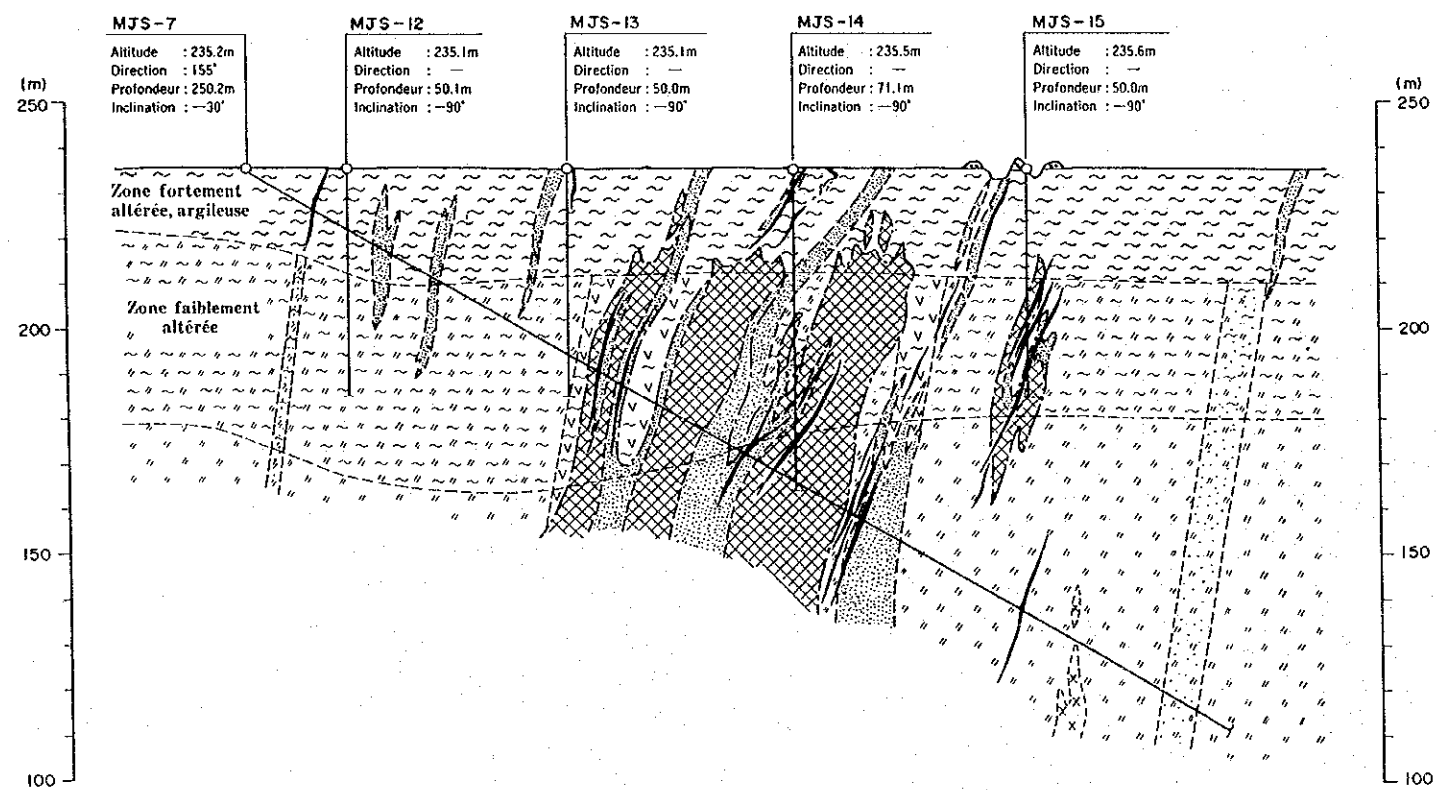 MJS-7
Altitude : 235.2m
Direction : 155°
Profondeur : 250.2m
Inclination : -30°
MJS-12
Altitude : 235.1m
Direction : —
Profondeur : 50.1m
Inclination : -90°
MJS-13
Altitude : 235.1m
Direction : —
Profondeur : 50.0m
Inclination : -90°
MJS-14
Altitude : 235.5m
Direction : —
Profondeur : 71.1m
Inclination : -90°
MJS-15
Altitude : 235.6m
Direction : —
Profondeur : 50.0m
Inclination : -90°
(m)
250
200
150
100
Zone fortement
altérée, argileuse
Zone faiblement
altérée
(m)
250
200
150
100